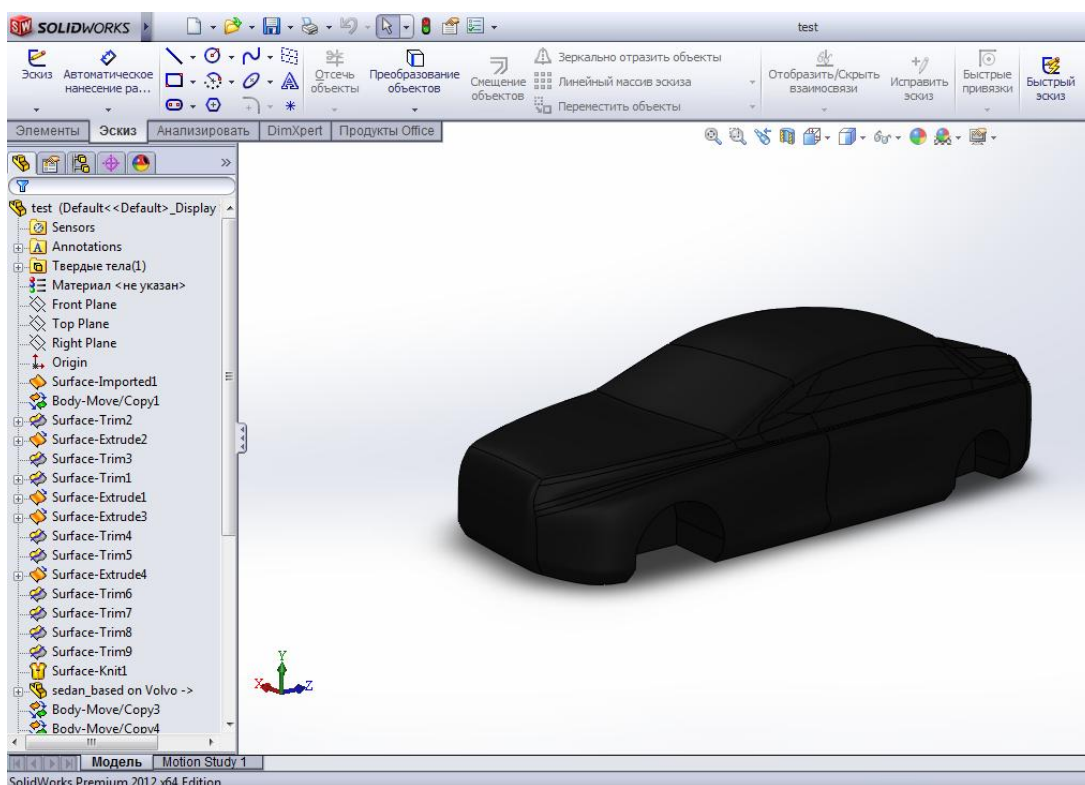 SOLIDWORKS
test
Эскиз
Автоматическое нанесение ра...
Отсечь объекты
Преобразование объектов
Смещение объектов
Зеркально отразить объекты
Линейный массив эскиза
Переместить объекты
Отобразить/Скрыть взаимосвязи
Исправить эскиз
Быстрые привязки
Быстрый эскиз
Элементы
Эскиз
Анализировать
DimXpert
Продукты Office
test (Default<<Default>_Display
Sensors
Annotations
Твердые тела(1)
Материал <не указан>
Front Plane
Top Plane
Right Plane
Origin
Surface-Imported1
Body-Move/Copy1
Surface-Trim2
Surface-Extrude2
Surface-Trim3
Surface-Trim1
Surface-Extrude1
Surface-Extrude3
Surface-Trim4
Surface-Trim5
Surface-Extrude4
Surface-Trim6
Surface-Trim7
Surface-Trim8
Surface-Trim9
Surface-Knit1
sedan_based on Volvo ->
Body-Move/Copy3
Body-Move/Copy4
Y
X
Z
Модель
Motion Study 1
SolidWorks Premium 2012 x64 Edition